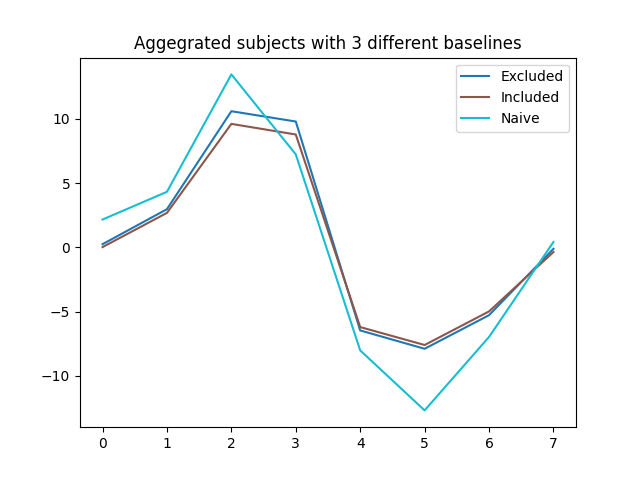 Aggegrated subjects with 3 different baselines
Excluded
Included
Naive
10
5
0
−5
−10
0 1 2 3 4 5 6 7